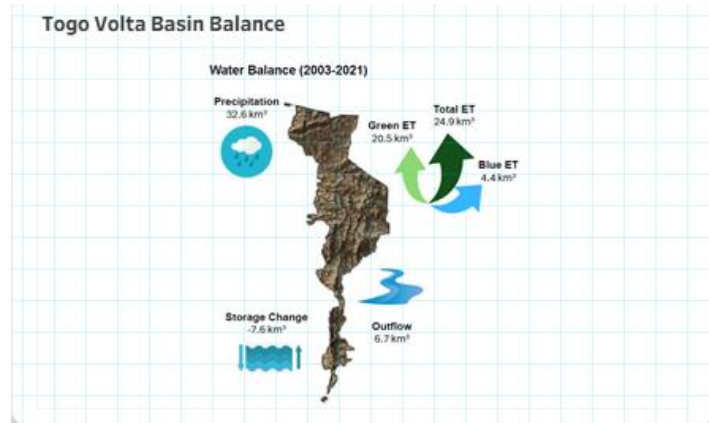 Togo Volta Basin Balance
Water Balance (2003-2021)
Precipitation
32.6 km³
Green ET
20.5 km³
Total ET
24.9 km³
Blue ET
4.4 km³
Storage Change
-7.6 km³
Outflow
6.7 km³